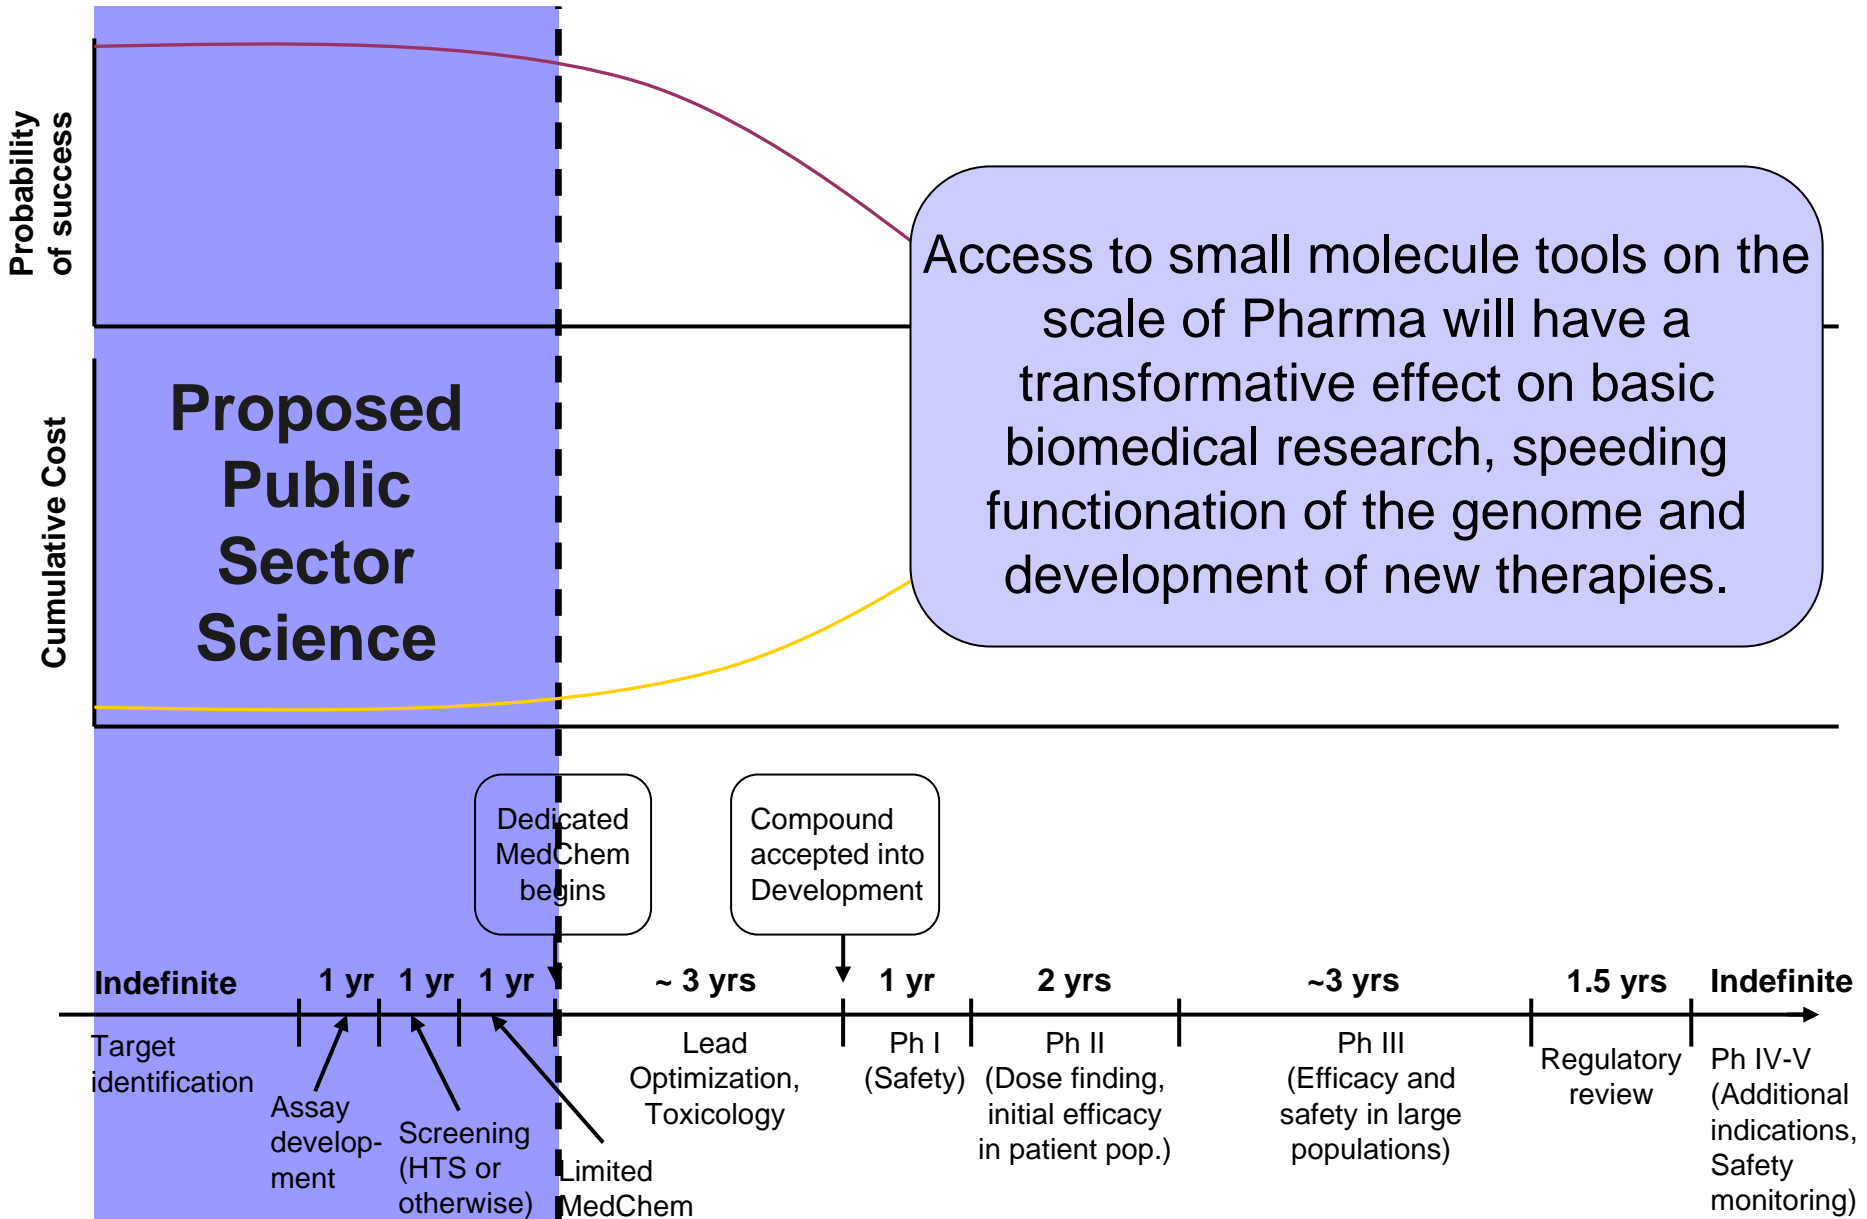 Probability
of success
Access to small molecule tools on the
scale of Pharma will have a
transformative effect on basic
biomedical research, speeding
functionation of the genome and
development of new therapies.
Cumulative Cost
Proposed
Public
Sector
Science
Dedicated
MedChem
begins
Compound
accepted into
Development
Indefinite
1 yr
1 yr
1 yr
~ 3 yrs
1 yr
2 yrs
~3 yrs
1.5 yrs
Indefinite
Target
identification
Assay
develop-
ment
Screening
(HTS or
otherwise)
Limited
MedChem
Lead
Optimization,
Toxicology
Ph I
(Safety)
Ph II
(Dose finding,
initial efficacy
in patient pop.)
Ph III
(Efficacy and
safety in large
populations)
Regulatory
review
Ph IV-V
(Additional
indications,
Safety
monitoring)